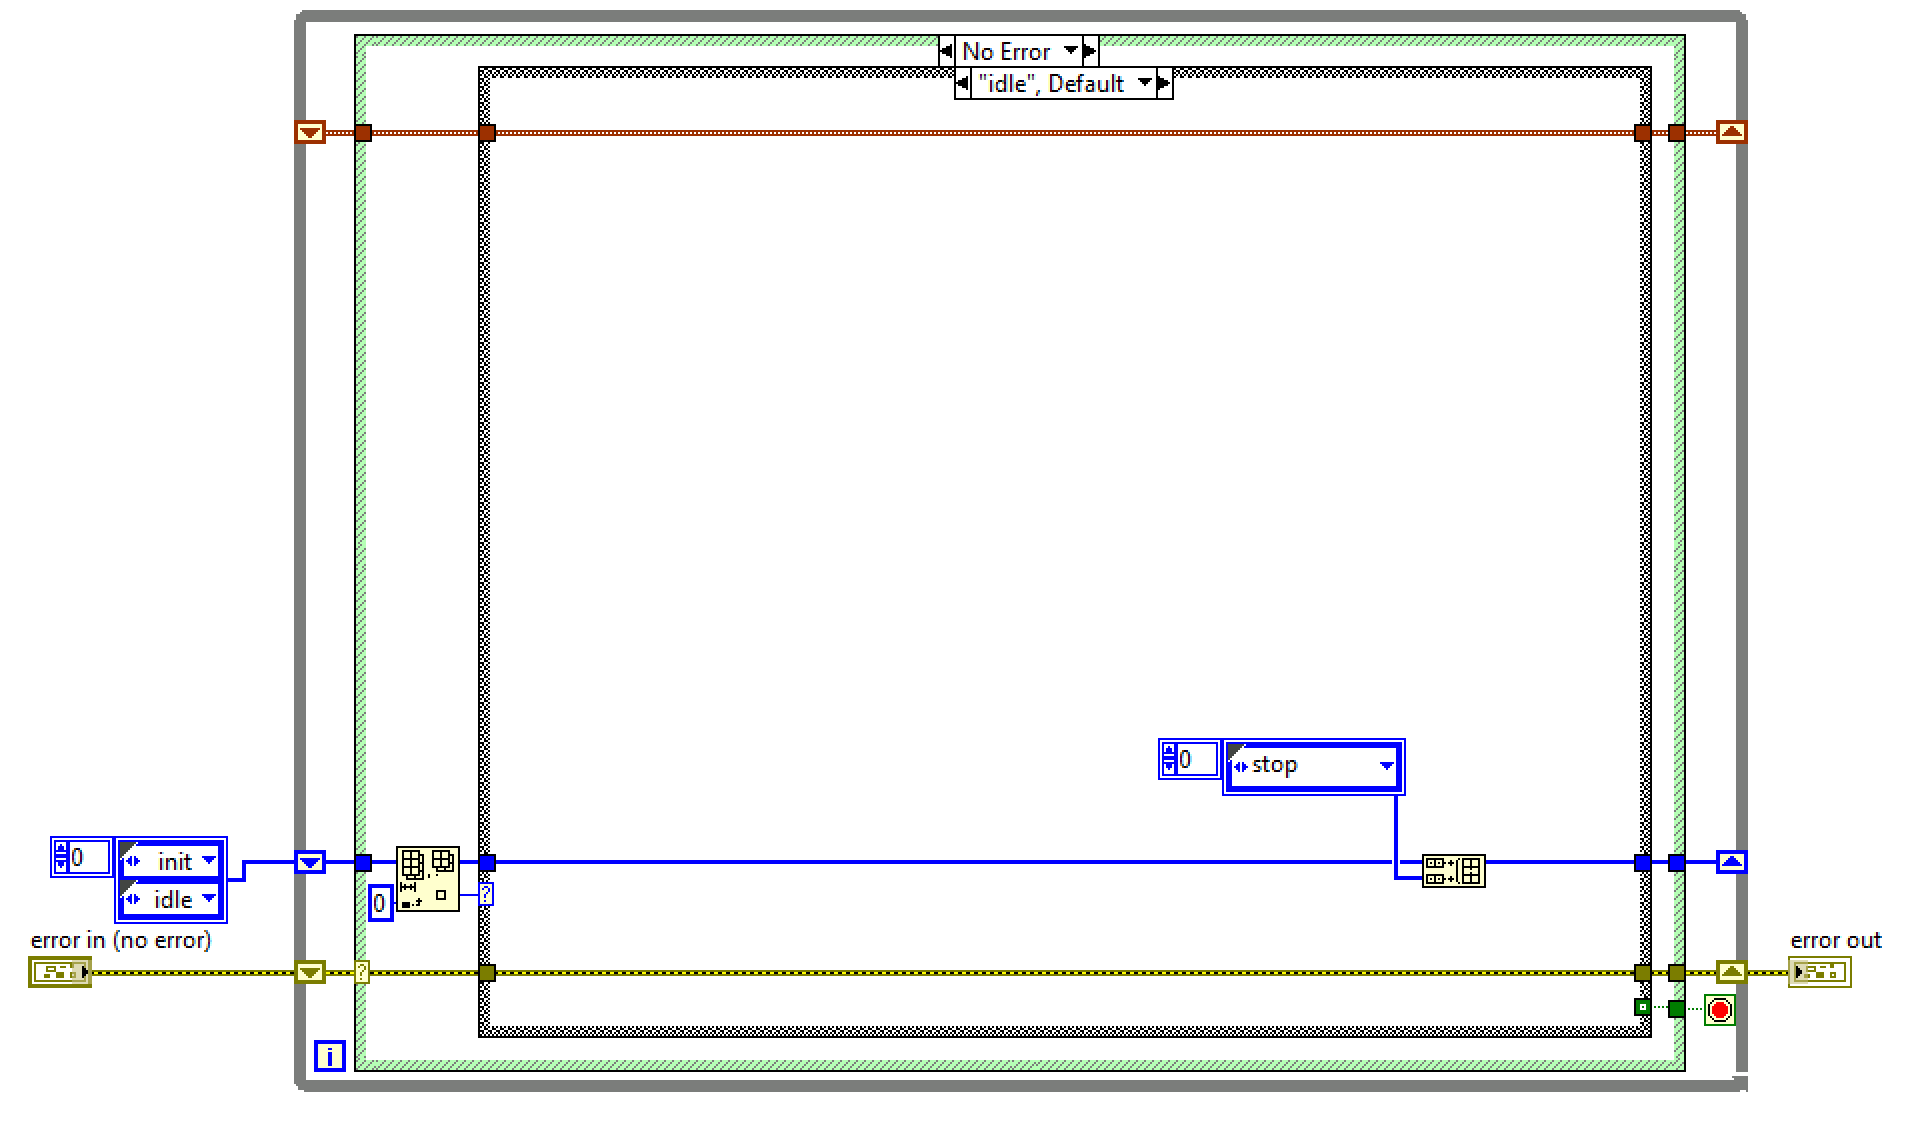 No Error
"idle", Default
0
stop
0
init
idle
0
?
error in (no error)
error out
?
i